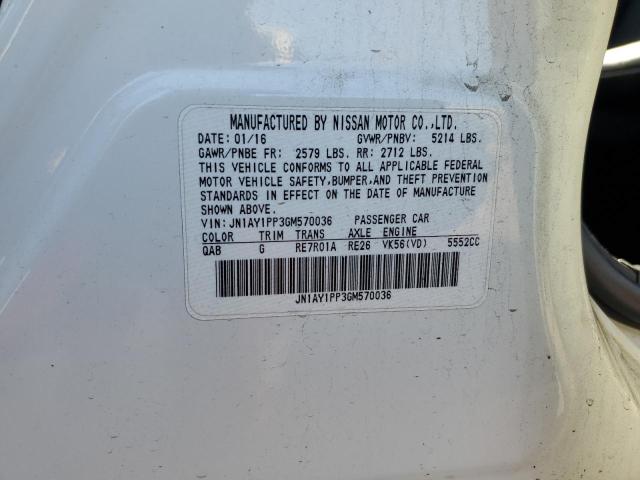 MANUFACTURED BY NISSAN MOTOR CO.,LTD.
DATE: 01/16 GVWR/PNBV: 5214 LBS.
GAWR/PNBE FR: 2579 LBS. RR: 2712 LBS.
THIS VEHICLE CONFORMS TO ALL APPLICABLE FEDERAL
MOTOR VEHICLE SAFETY,BUMPER,AND THEFT PREVENTION
STANDARDS IN EFFECT ON THE DATE OF MANUFACTURE
SHOWN ABOVE.
VIN: JN1AY1PP3GM570036 PASSENGER CAR
COLOR TRIM TRANS AXLE ENGINE
QAB G RE7R01A RE26 VK56(VD) 5552CC
JN1AY1PP3GM570036